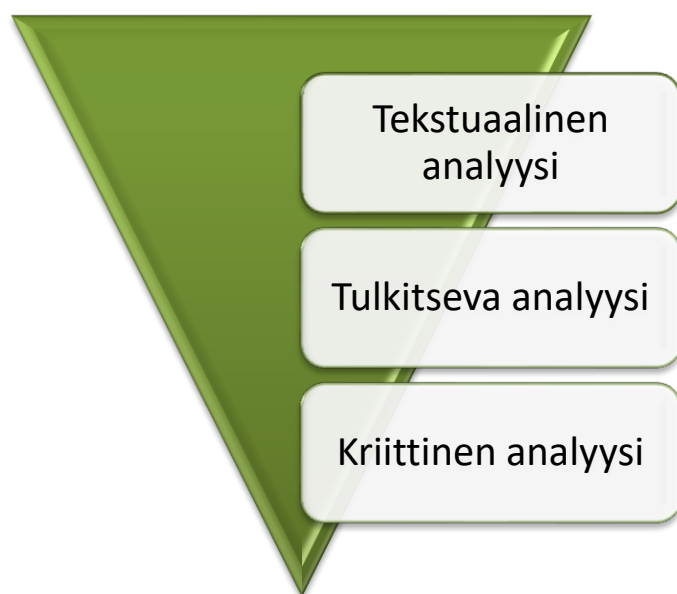 Tekstuaalinen
analyysi
Tulkitseva analyysi
Kriittinen analyysi